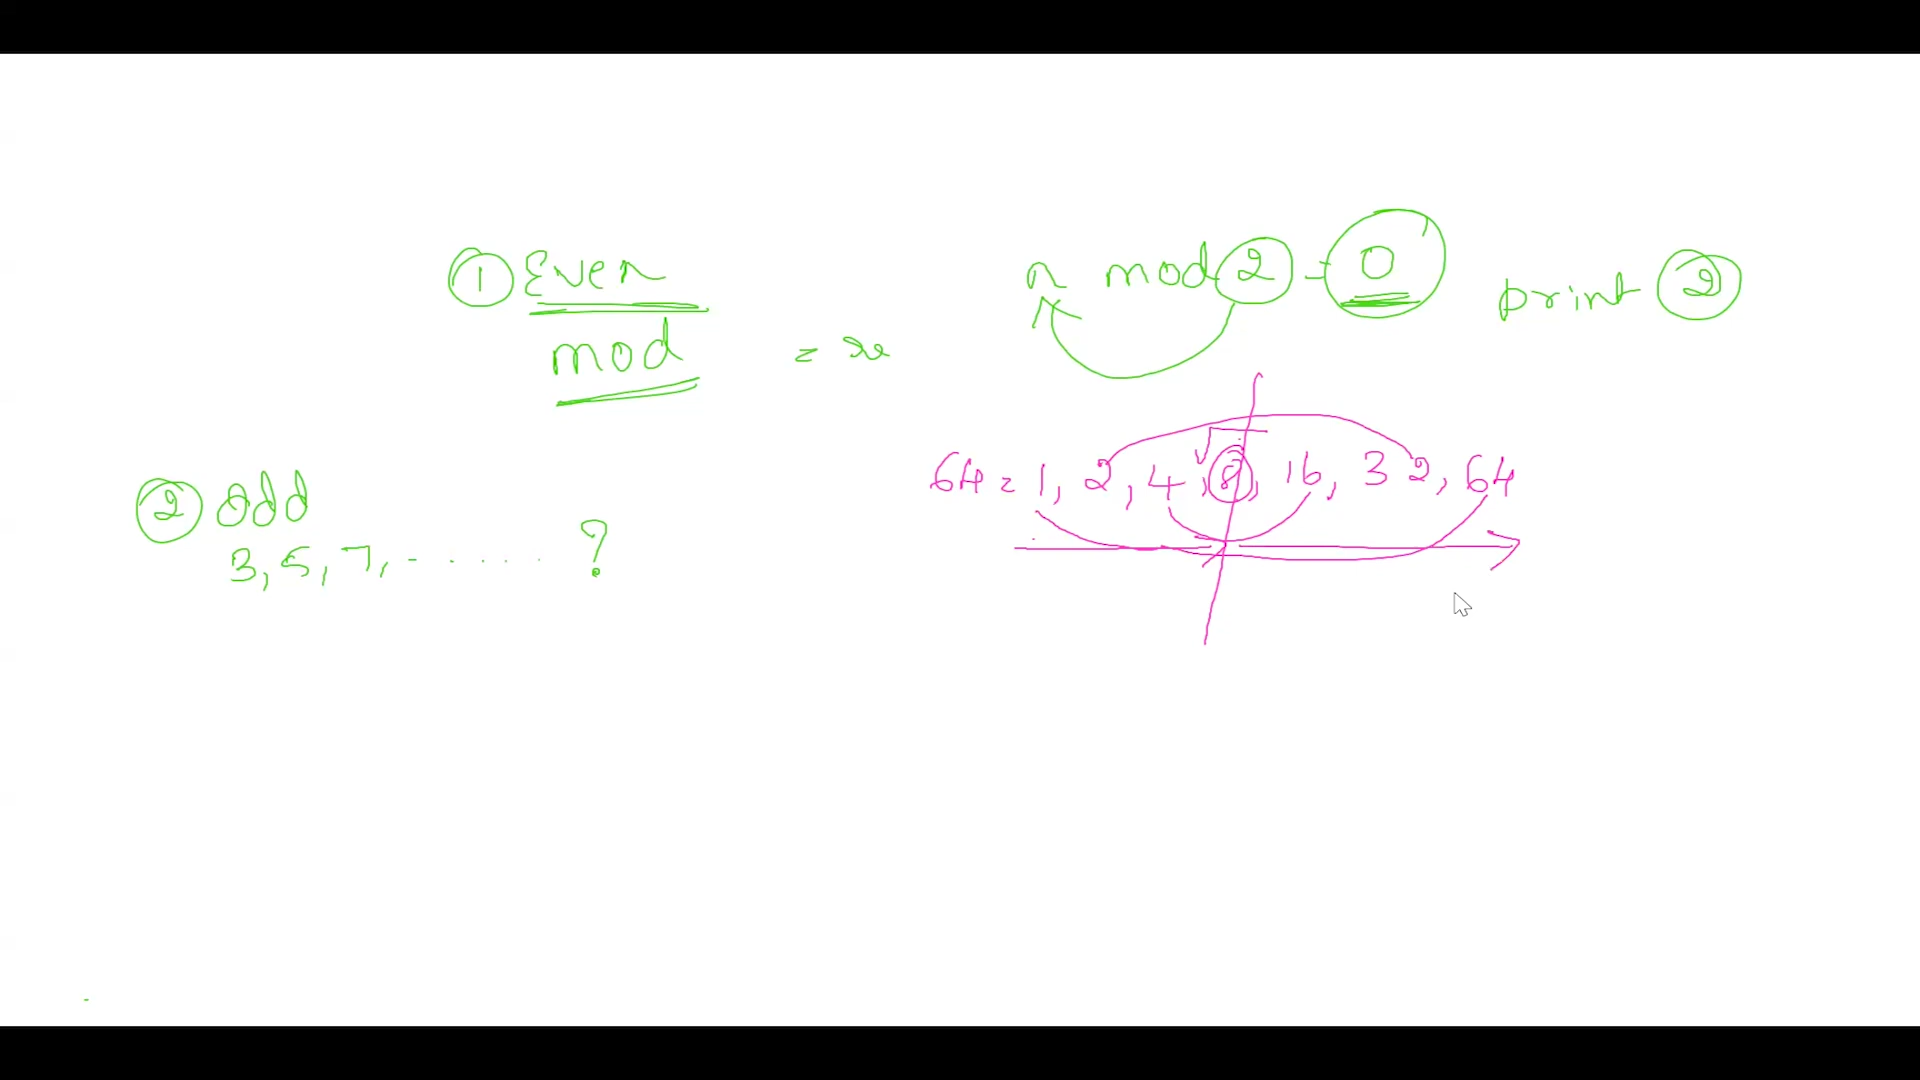 ① Even
n mod 2 = 0
print ②
mod
64 = 1, 2, 4, √8, 16, 32, 64
② odd
3, 5, 7, ....... ?